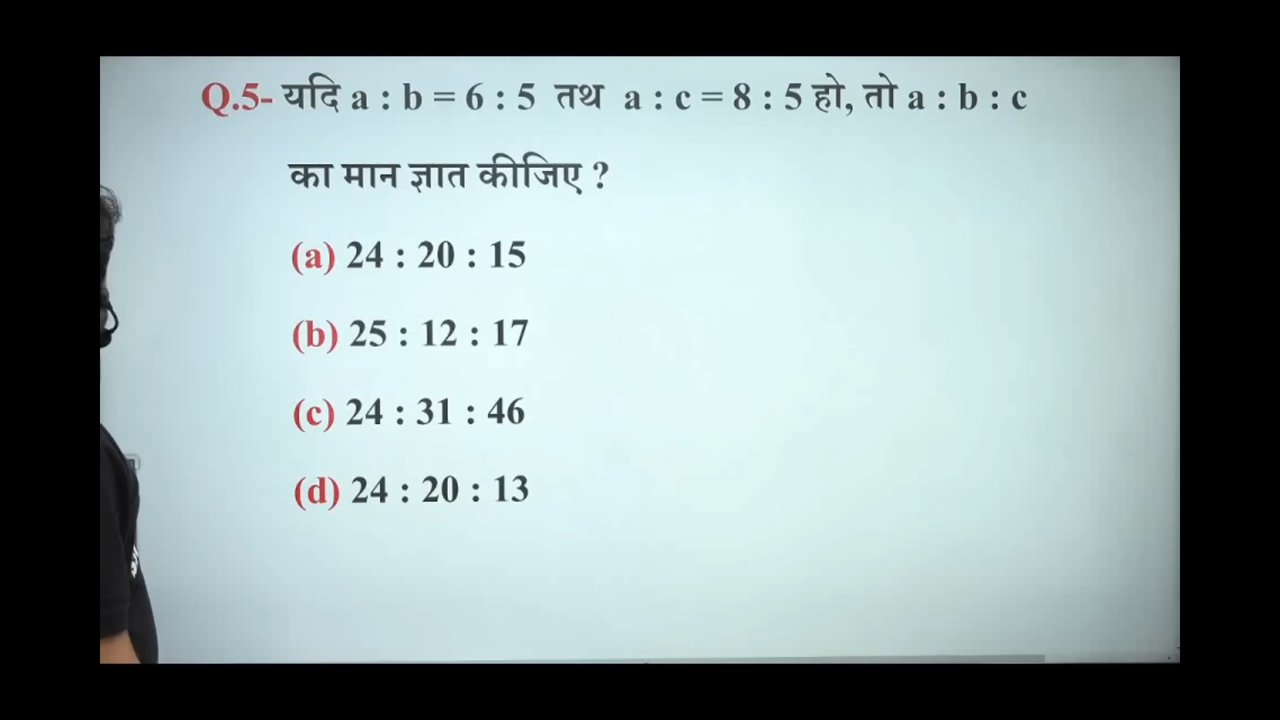 Q.5- यदि a : b = 6 : 5 तथ a : c = 8 : 5 हो, तो a : b : c
का मान ज्ञात कीजिए ?
(a) 24 : 20 : 15
(b) 25 : 12 : 17
(c) 24 : 31 : 46
(d) 24 : 20 : 13